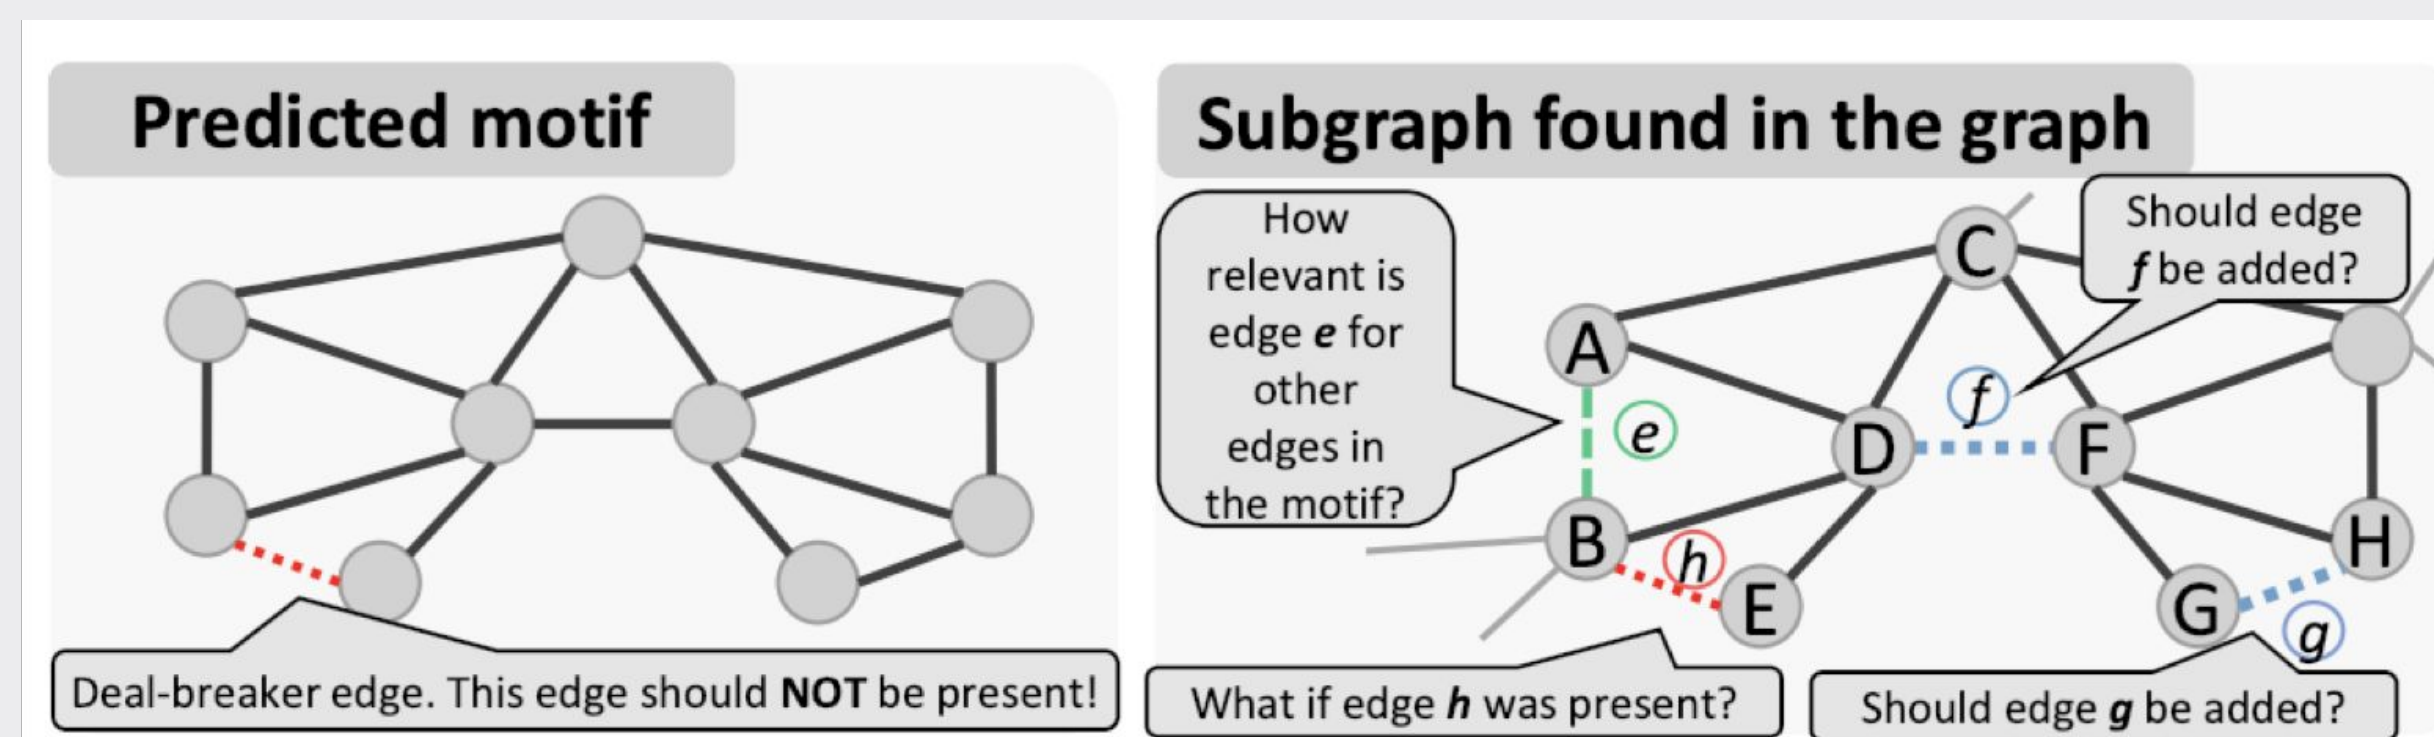 Predicted motif
Deal-breaker edge. This edge should NOT be present!
Subgraph found in the graph
How
relevant is
edge e for
other
edges in
the motif?
Should edge
f be added?
C
A
f
e
D
F
B
h
H
E
G
g
What if edge h was present?
Should edge g be added?